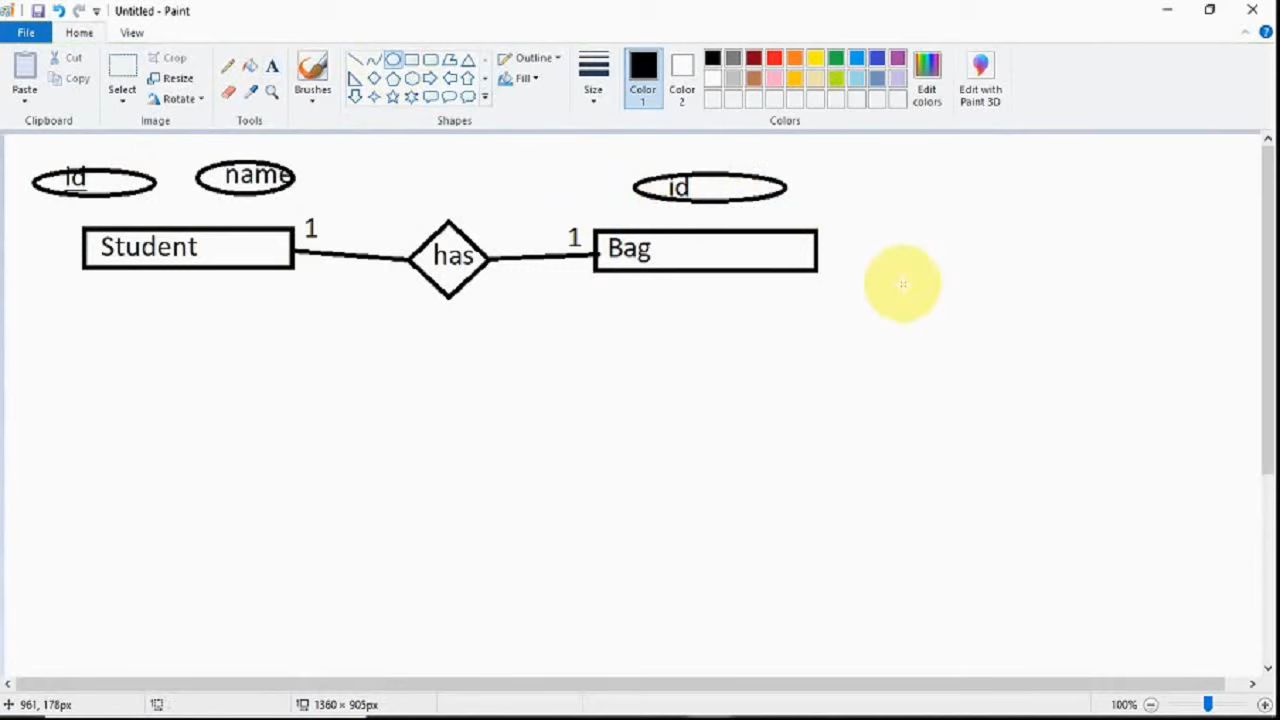 Untitled - Paint
File
Home
View
Paste
Cut
Copy
Clipboard
Select
Crop
Resize
Rotate
Image
A
Tools
Brushes
Shapes
Outline
Fill
Size
Color
1
Color
2
Edit
colors
Colors
Edit with
Paint 3D
id
name
id
Student
1
has
1
Bag
961, 178px
1360 × 905px
100%